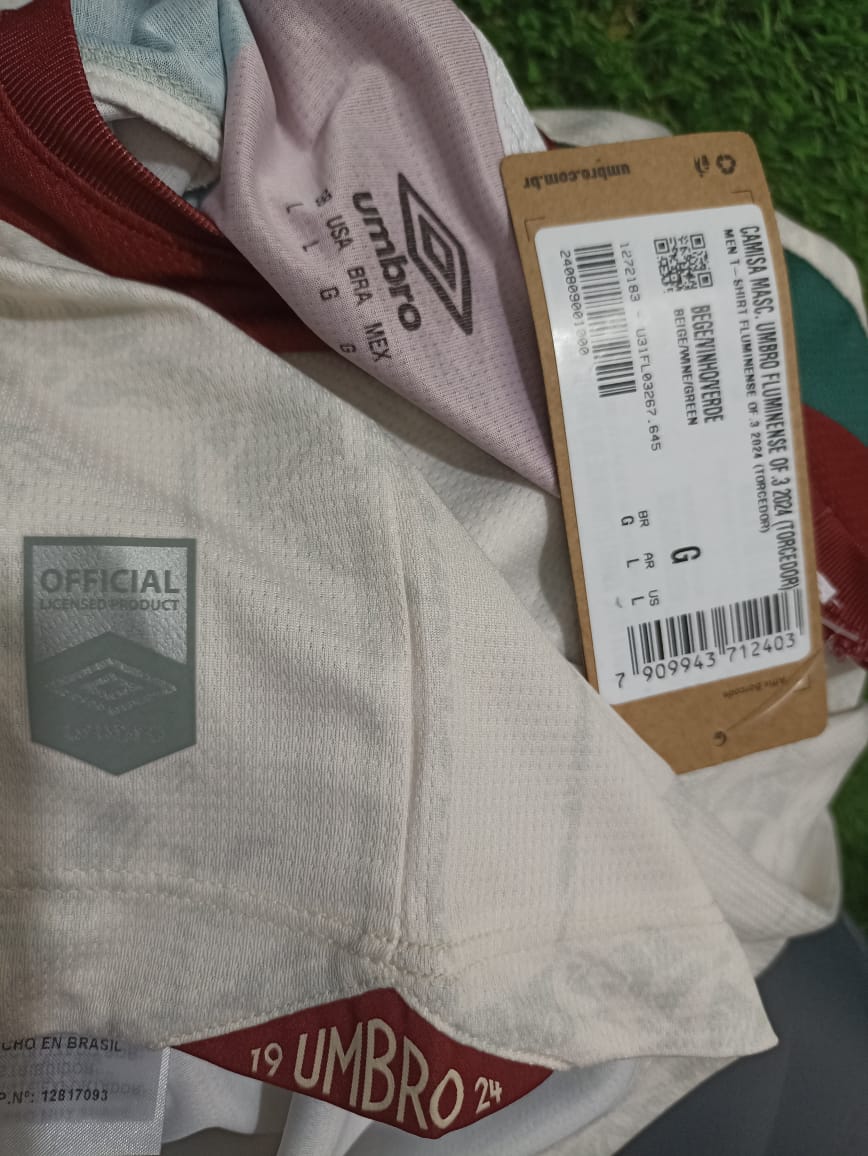 umbro
USA BRA MEX
L L G G
umbro.com.br
CAMISA MASC. UMBRO FLUMINENSE OF.3 2024 (TORCEDOR)
MEN T-SHIRT FLUMINENSE OF.3 2024 (TORCEDOR)
BEGE/VINHO/VERDE
BEIGE/WINE/GREEN
1272183 - U31FL03267.645
240809001000
G
BR AR US
G L L
7 909943 712403
OFFICIAL
LICENSED PRODUCT
19 UMBRO 24
EN BRASIL
P.Nº: 12817093